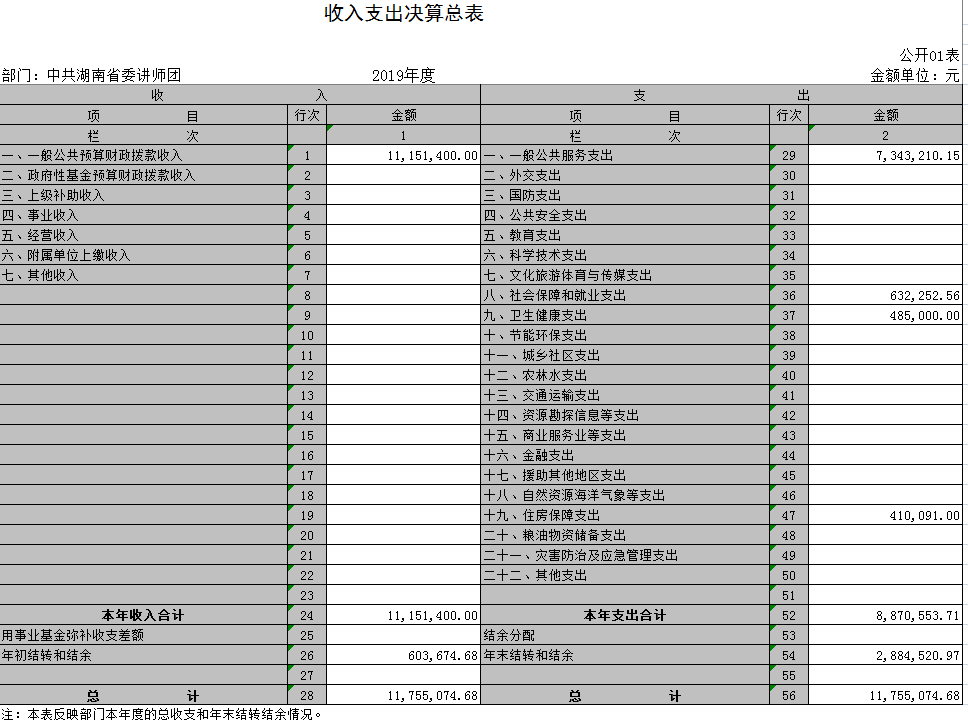 收入支出决算总表
公开01表
部门：中共湖南省委讲师团 2019年度 金额单位：元
收 入 支 出
项 目 行次 金额 项 目 行次 金额
栏 次 1 栏 次 2
一、一般公共预算财政拨款收入 1 11,151,400.00 一、一般公共服务支出 29 7,343,210.15
二、政府性基金预算财政拨款收入 2 二、外交支出 30
三、上级补助收入 3 三、国防支出 31
四、事业收入 4 四、公共安全支出 32
五、经营收入 5 五、教育支出 33
六、附属单位上缴收入 6 六、科学技术支出 34
七、其他收入 7 七、文化旅游体育与传媒支出 35
8 八、社会保障和就业支出 36 632,252.56
9 九、卫生健康支出 37 485,000.00
10 十、节能环保支出 38
11 十一、城乡社区支出 39
12 十二、农林水支出 40
13 十三、交通运输支出 41
14 十四、资源勘探信息等支出 42
15 十五、商业服务业等支出 43
16 十六、金融支出 44
17 十七、援助其他地区支出 45
18 十八、自然资源海洋气象等支出 46
19 十九、住房保障支出 47 410,091.00
20 二十、粮油物资储备支出 48
21 二十一、灾害防治及应急管理支出 49
22 二十二、其他支出 50
23 51
本年收入合计 24 11,151,400.00 本年支出合计 52 8,870,553.71
用事业基金弥补收支差额 25 结余分配 53
年初结转和结余 26 603,674.68 年末结转和结余 54 2,884,520.97
27 55
总 计 28 11,755,074.68 总 计 56 11,755,074.68
注：本表反映部门本年度的总收支和年末结转结余情况。